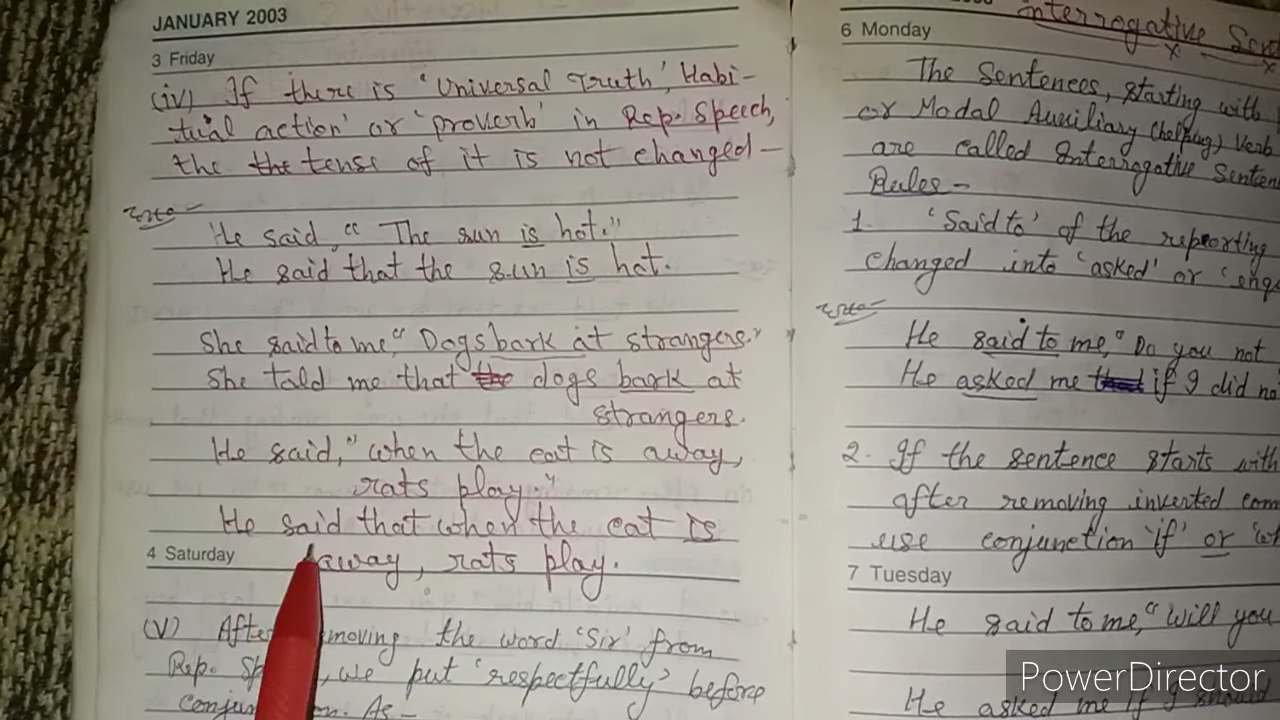 JANUARY 2003
3 Friday
(iv) If there is 'Universal Truth', Habi-
tual action' or 'proverb' in Rep. Speech,
the the tense of it is not changed-
He said, "The sun is hot."
He said that the sun is hot.
She said to me, "Dogs bark at strangers."
She told me that the dogs bark at
strangers.
He said, "when the cat is away,
rats play."
He said that when the cat is
4 Saturday
away, rats play.
(V) After removing the word 'Sir' from
Rep. we put 'respectfully' before
As-
interrogative
6 Monday
The Sentences, starting with
or Modal Auxiliary (helping) Verb
are called Interrogative
Rules-
1. 'Said to' of the reporting
changed into 'asked' or
He said to me, "Do you not
He asked me if I did
2. If the sentence starts with
after removing inverted
use conjunction 'if' or
7 Tuesday
He said to me, "will you
He asked me if I should
PowerDirector